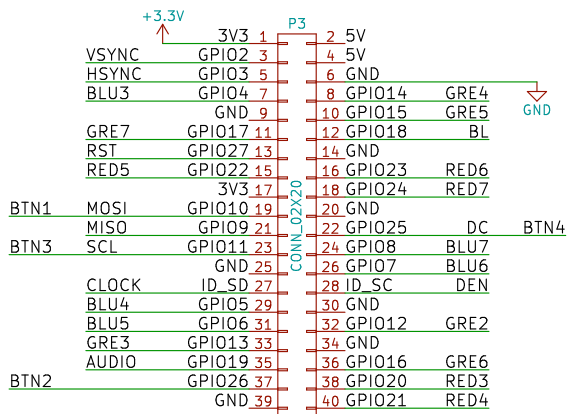 +3.3V
P3
3V3 1 2 5V
VSYNC GPIO2 3 4 5V
HSYNC GPIO3 5 6 GND
BLU3 GPIO4 7 8 GPIO14 GRE4
GND 9 10 GPIO15 GRE5
GND
GRE7 GPIO17 11 12 GPIO18 BL
RST GPIO27 13 14 GND
RED5 GPIO22 15 16 GPIO23 RED6
3V3 17 18 GPIO24 RED7
BTN1 MOSI GPIO10 19 20 GND
MISO GPIO9 21 22 GPIO25 DC BTN4
BTN3 SCL GPIO11 23 24 GPIO8 BLU7
GND 25 26 GPIO7 BLU6
CLOCK ID_SD 27 28 ID_SC DEN
BLU4 GPIO5 29 30 GND
BLU5 GPIO6 31 32 GPIO12 GRE2
GRE3 GPIO13 33 34 GND
AUDIO GPIO19 35 36 GPIO16 GRE6
BTN2 GPIO26 37 38 GPIO20 RED3
GND 39 40 GPIO21 RED4
CONN_02X20